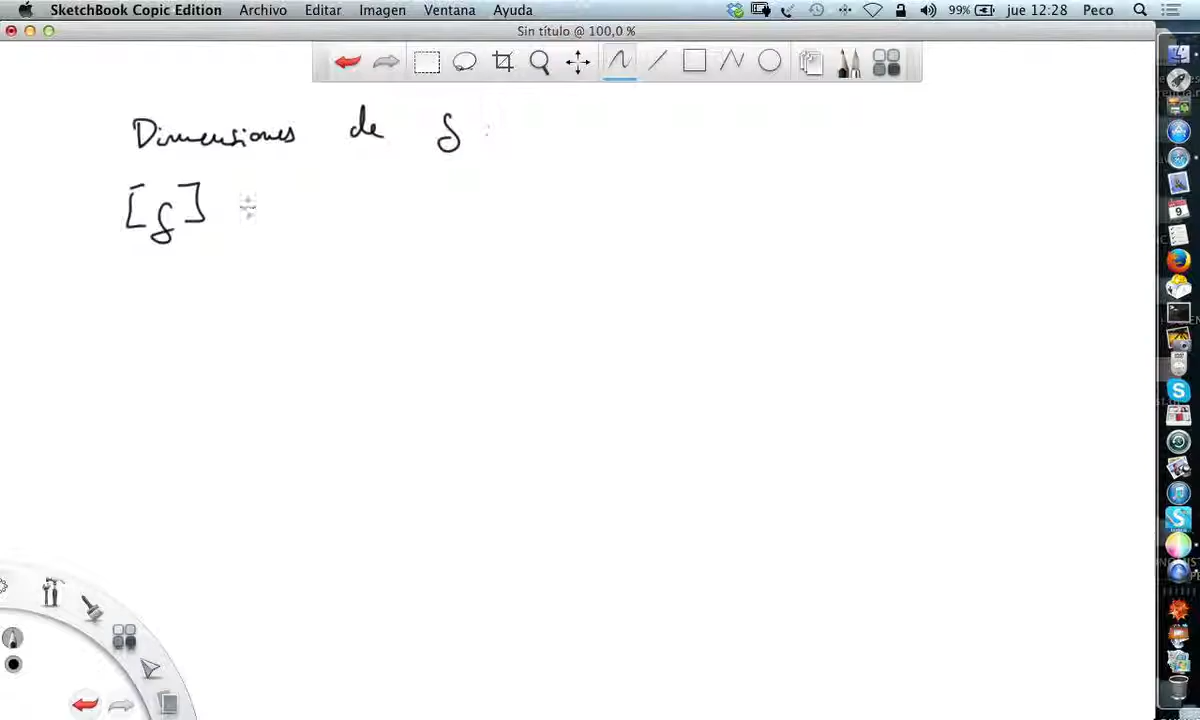 SketchBook Copic Edition Archivo Editar Imagen Ventana Ayuda 99% jue 12:28 Peco
Sin título @ 100,0 %
Dimensiones de g
[g]